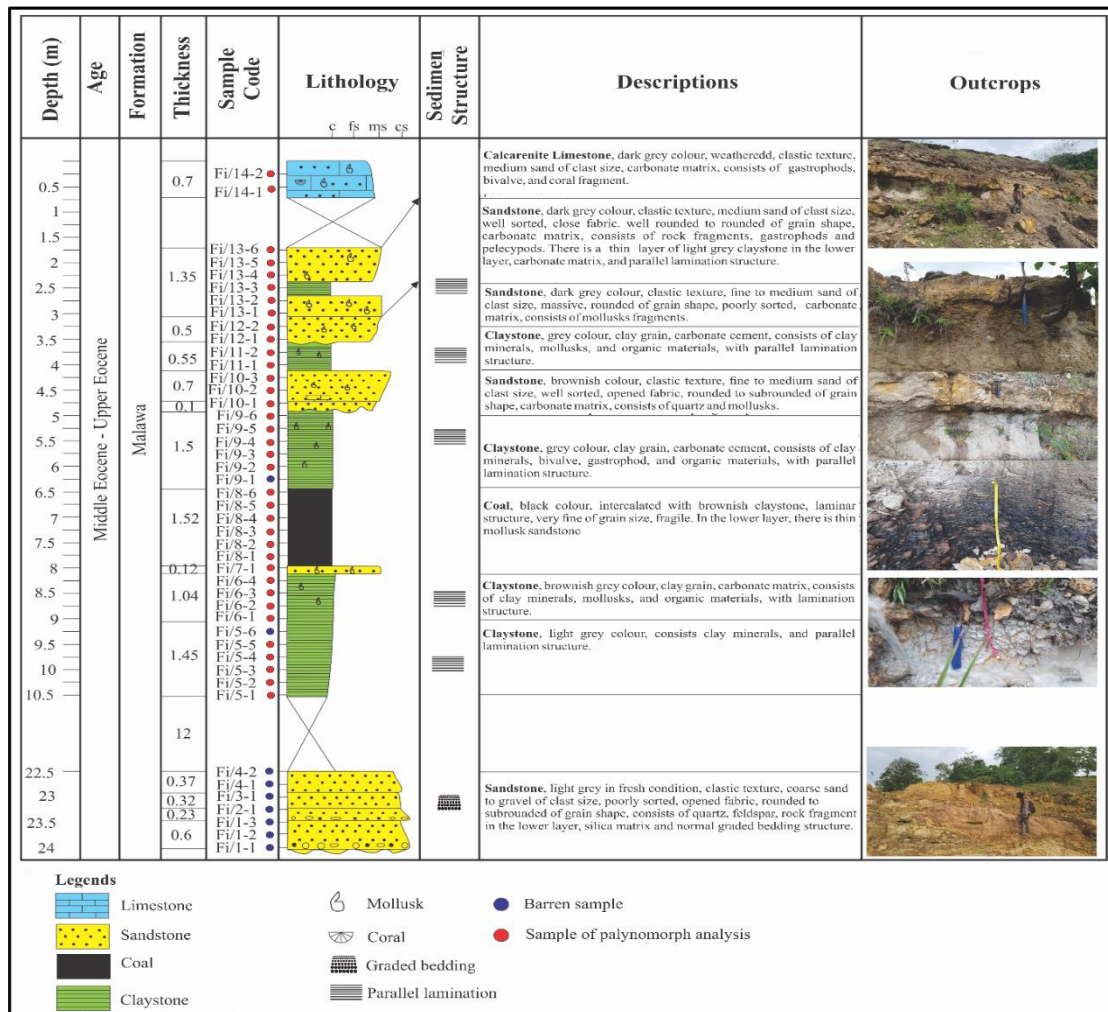 Depth (m)
Age
Formation
Thickness
Sample
Code
Lithology
Sedimen
Structure
Descriptions
Outcrops
c fs ms cs
0.5
1
1.5
2
2.5
3
3.5
4
4.5
5
5.5
6
6.5
7
7.5
8
8.5
9
9.5
10
10.5
22.5
23
23.5
24
Middle Eocene - Upper Eocene
Malawa
0.7
1.35
0.5
0.55
0.7
0.1
1.5
1.52
0.12
1.04
1.45
12
0.37
0.32
0.23
0.6
Fi/14-2
Fi/14-1
Fi/13-6
Fi/13-5
Fi/13-4
Fi/13-3
Fi/13-2
Fi/13-1
Fi/12-2
Fi/12-1
Fi/11-2
Fi/11-1
Fi/10-3
Fi/10-2
Fi/10-1
Fi/9-6
Fi/9-5
Fi/9-4
Fi/9-3
Fi/9-2
Fi/9-1
Fi/8-6
Fi/8-5
Fi/8-4
Fi/8-3
Fi/8-2
Fi/8-1
Fi/7-1
Fi/6-4
Fi/6-3
Fi/6-2
Fi/6-1
Fi/5-6
Fi/5-5
Fi/5-4
Fi/5-3
Fi/5-2
Fi/5-1
Fi/4-2
Fi/4-1
Fi/3-1
Fi/2-1
Fi/1-3
Fi/1-2
Fi/1-1
Calcarenite Limestone, dark grey colour, weatheredd, clastic texture,
medium sand of clast size, carbonate matrix, consists of gastrophods,
bivalve, and coral fragment.
Sandstone, dark grey colour, clastic texture, medium sand of clast size,
well sorted, close fabric. well rounded to rounded of grain shape,
carbonate matrix, consists of rock fragments, gastrophods and
pelecypods. There is a thin layer of light grey claystone in the lower
layer, carbonate matrix, and parallel lamination structure.
Sandstone, dark grey colour, clastic texture, fine to medium sand of
clast size, massive, rounded of grain shape, poorly sorted, carbonate
matrix, consists of mollusks fragments.
Claystone, grey colour, clay grain, carbonate cement, consists of clay
minerals, mollusks, and organic materials, with parallel lamination
structure.
Sandstone, brownish colour, clastic texture, fine to medium sand of
clast size, well sorted, opened fabric, rounded to subrounded of grain
shape, carbonate matrix, consists of quartz and mollusks.
Claystone, grey colour, clay grain, carbonate cement, consists of clay
minerals, bivalve, gastrophod, and organic materials, with parallel
lamination structure.
Coal, black colour, intercalated with brownish claystone, laminar
structure, very fine of grain size, fragile. In the lower layer, there is thin
mollusk sandstone
Claystone, brownish grey colour, clay grain, carbonate matrix, consists
of clay minerals, mollusks, and organic materials, with lamination
structure.
Claystone, light grey colour, consists clay minerals, and parallel
lamination structure.
Sandstone, light grey in fresh condition, clastic texture, coarse sand
to gravel of clast size, poorly sorted, opened fabric, rounded to
subrounded of grain shape, consists of quartz, feldspar, rock fragment
in the lower layer, silica matrix and normal graded bedding structure.
Legends
Limestone
Sandstone
Coal
Claystone
Mollusk
Coral
Graded bedding
Parallel lamination
Barren sample
Sample of palynomorph analysis